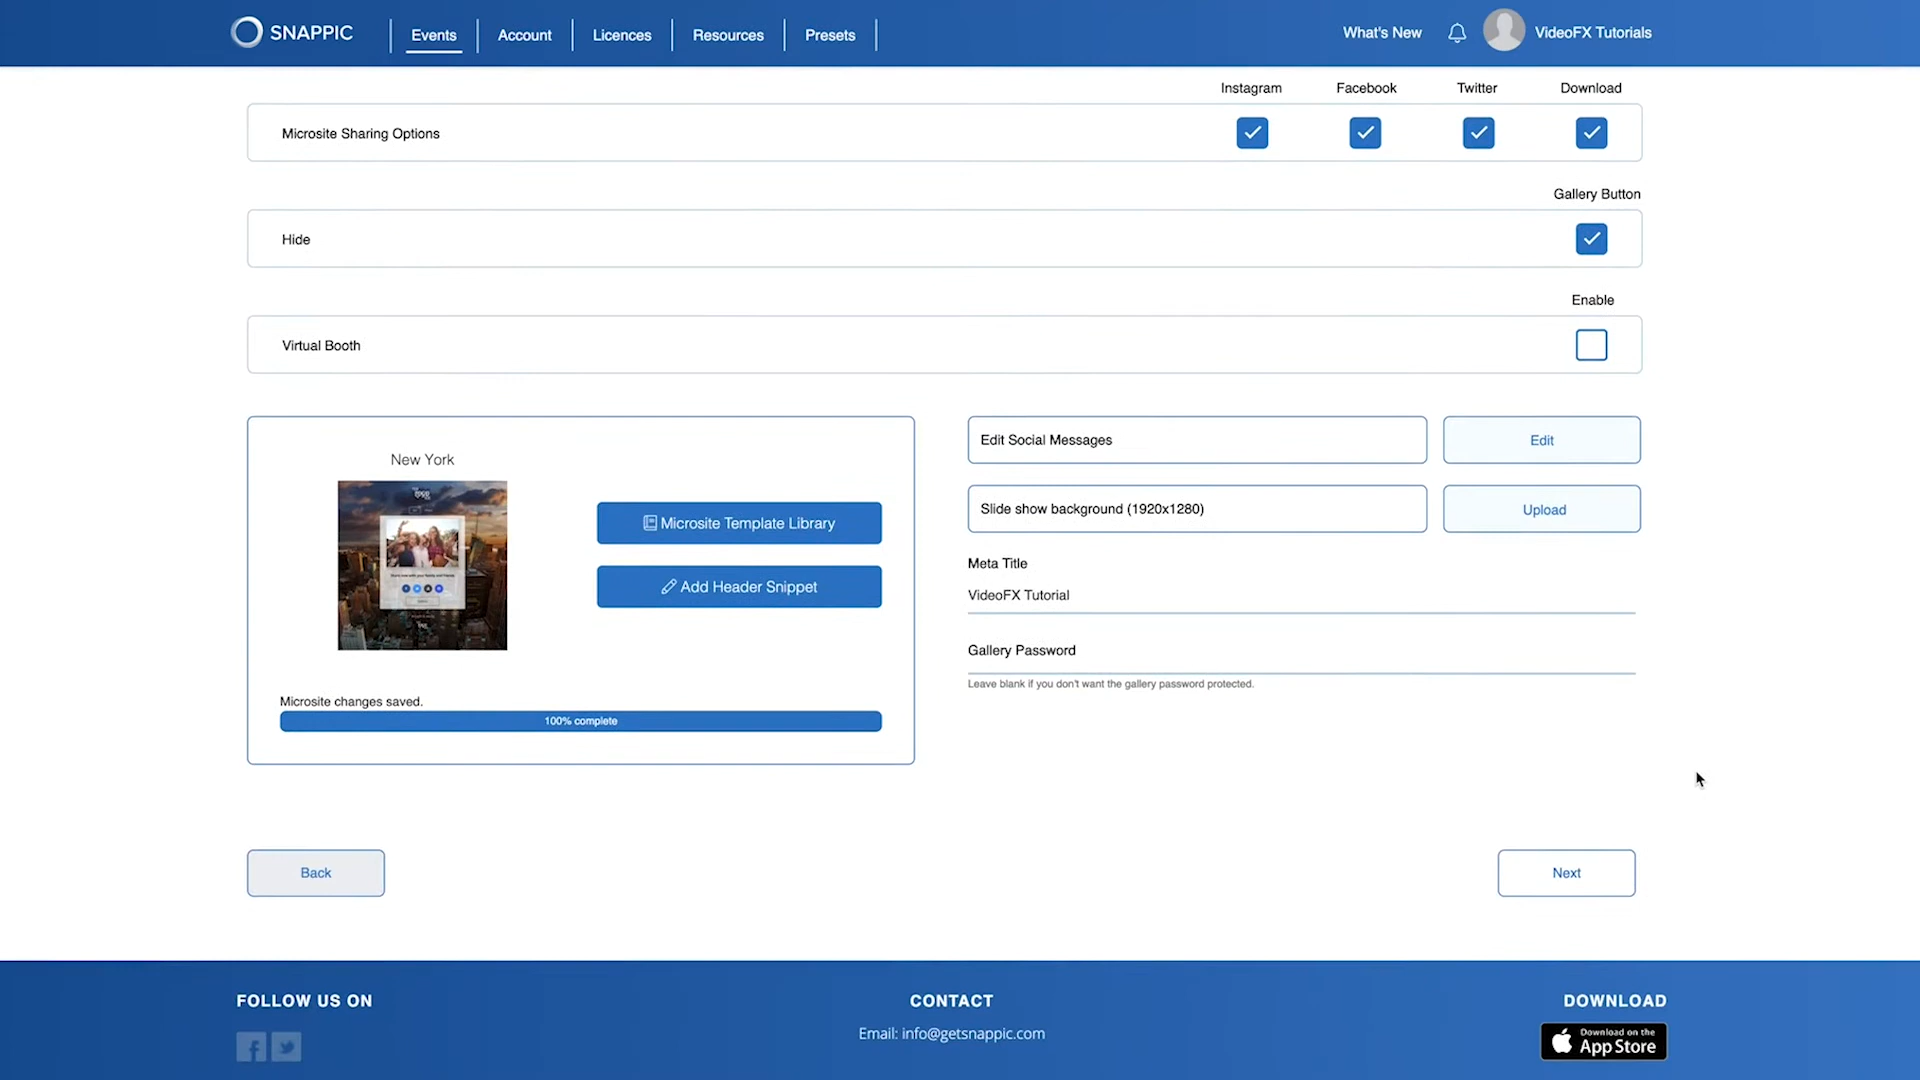 SNAPPIC
Events
Account
Licences
Resources
Presets
What's New
VideoFX Tutorials
Instagram
Facebook
Twitter
Download
Microsite Sharing Options
Gallery Button
Hide
Enable
Virtual Booth
New York
Microsite Template Library
Add Header Snippet
Microsite changes saved.
100% complete
Edit Social Messages
Edit
Slide show background (1920x1280)
Upload
Meta Title
VideoFX Tutorial
Gallery Password
Leave blank if you don't want the gallery password protected.
Back
Next
FOLLOW US ON
CONTACT
Email: info@getsnappic.com
DOWNLOAD
Download on the
App Store